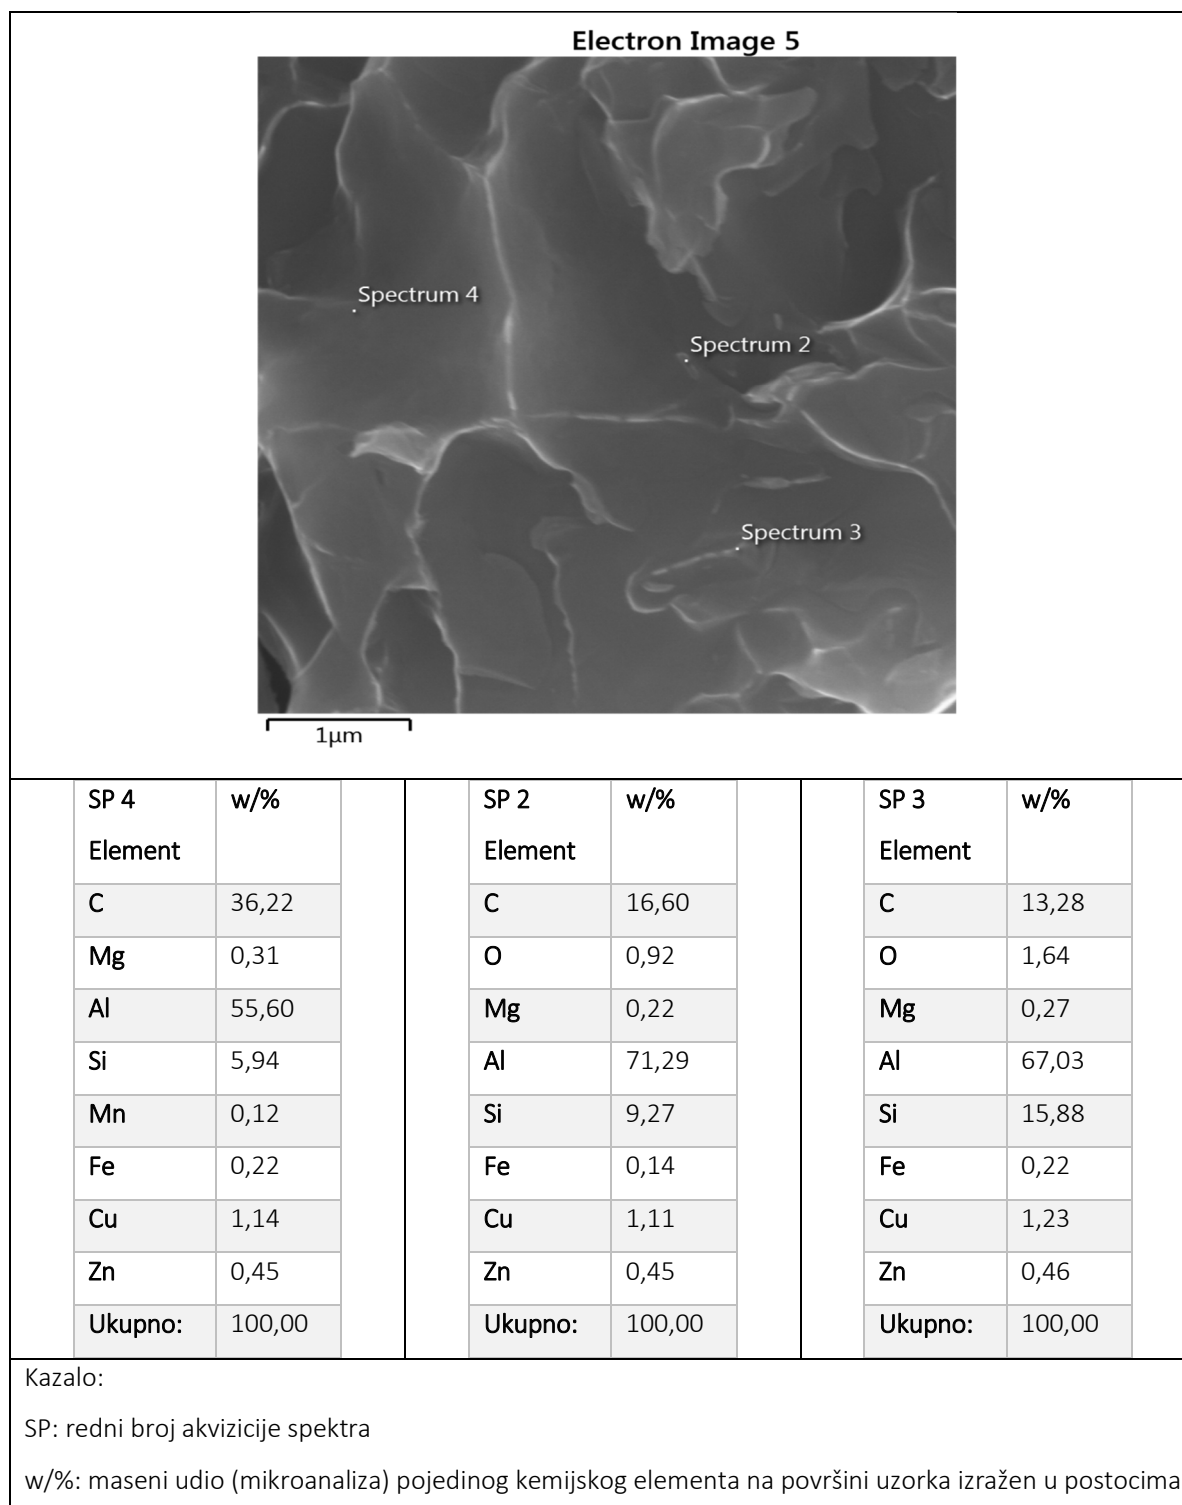 Electron Image 5
Spectrum 4
Spectrum 2
Spectrum 3
1µm
SP 4 w/%
Element
C 36,22
Mg 0,31
Al 55,60
Si 5,94
Mn 0,12
Fe 0,22
Cu 1,14
Zn 0,45
Ukupno: 100,00
SP 2 w/%
Element
C 16,60
O 0,92
Mg 0,22
Al 71,29
Si 9,27
Fe 0,14
Cu 1,11
Zn 0,45
Ukupno: 100,00
SP 3 w/%
Element
C 13,28
O 1,64
Mg 0,27
Al 67,03
Si 15,88
Fe 0,22
Cu 1,23
Zn 0,46
Ukupno: 100,00
Kazalo:
SP: redni broj akvizicije spektra
w/%: maseni udio (mikroanaliza) pojedinog kemijskog elementa na površini uzorka izražen u postocima